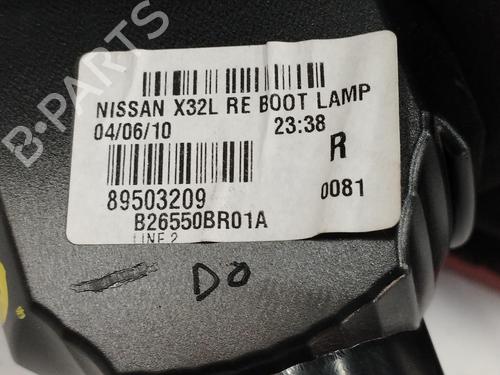 B-PARTS
NISSAN X32L RE BOOT LAMP
04/06/10 23:38
R
89503209 0081
B26550BR01A
LINE 2
DO